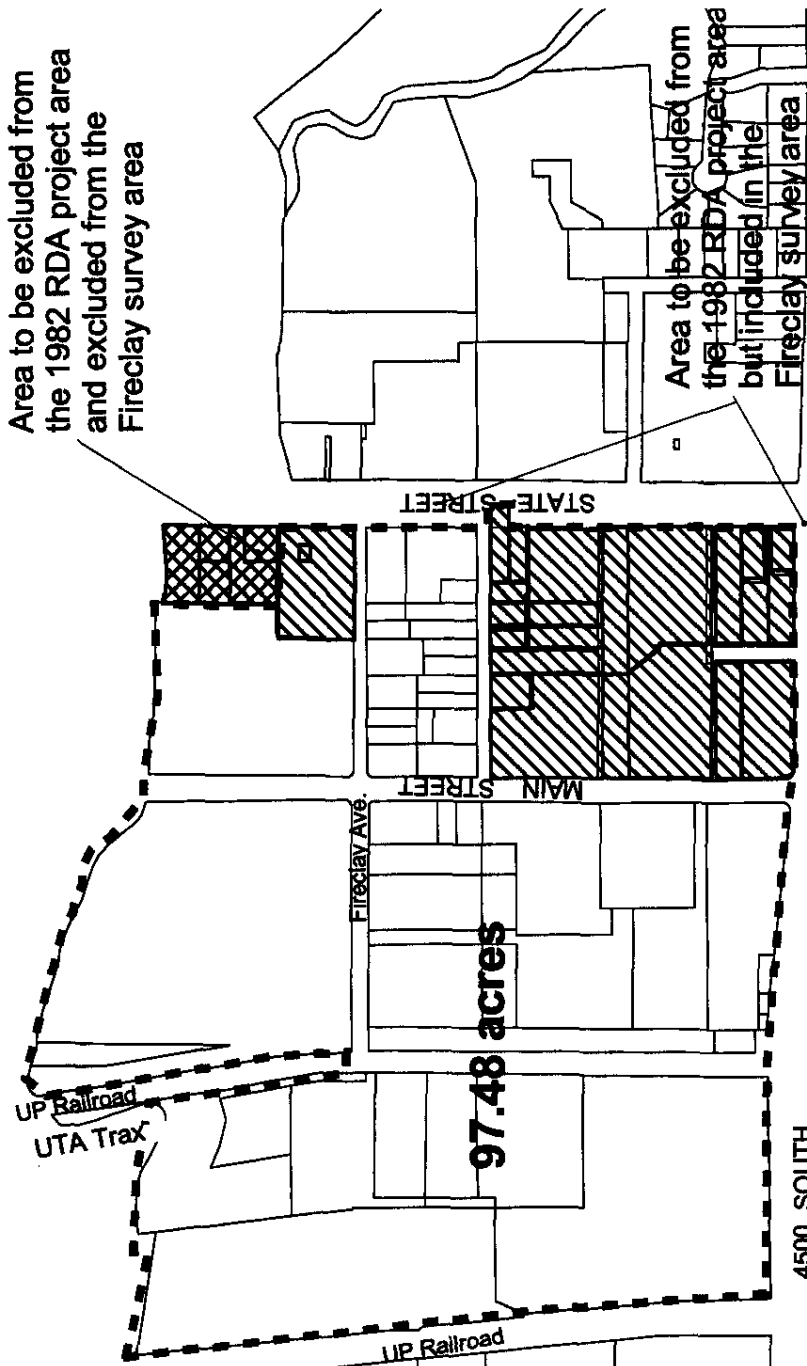 Area to be excluded from
the 1982 RDA project area
and excluded from the
Fireclay survey area
Area to be excluded from
the 1982 RDA project area
but included in the
Fireclay survey area
STATE STREET
MAIN STREET
Fireclay Ave.
97.48 acres
UP Railroad
UTA Trax
UP Railroad
4500 SOUTH